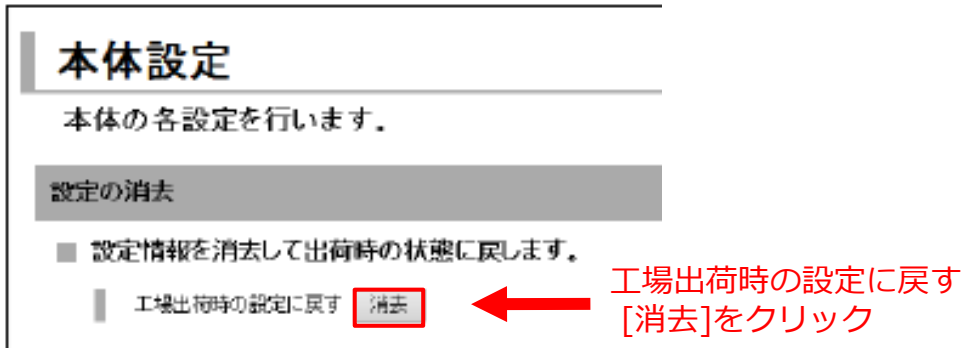 本体設定
本体の各設定を行います.
設定の消去
設定情報を消去して出荷時の状態に戻します。
工場出荷時の設定に戻す 消去
工場出荷時の設定に戻す
[消去]をクリック